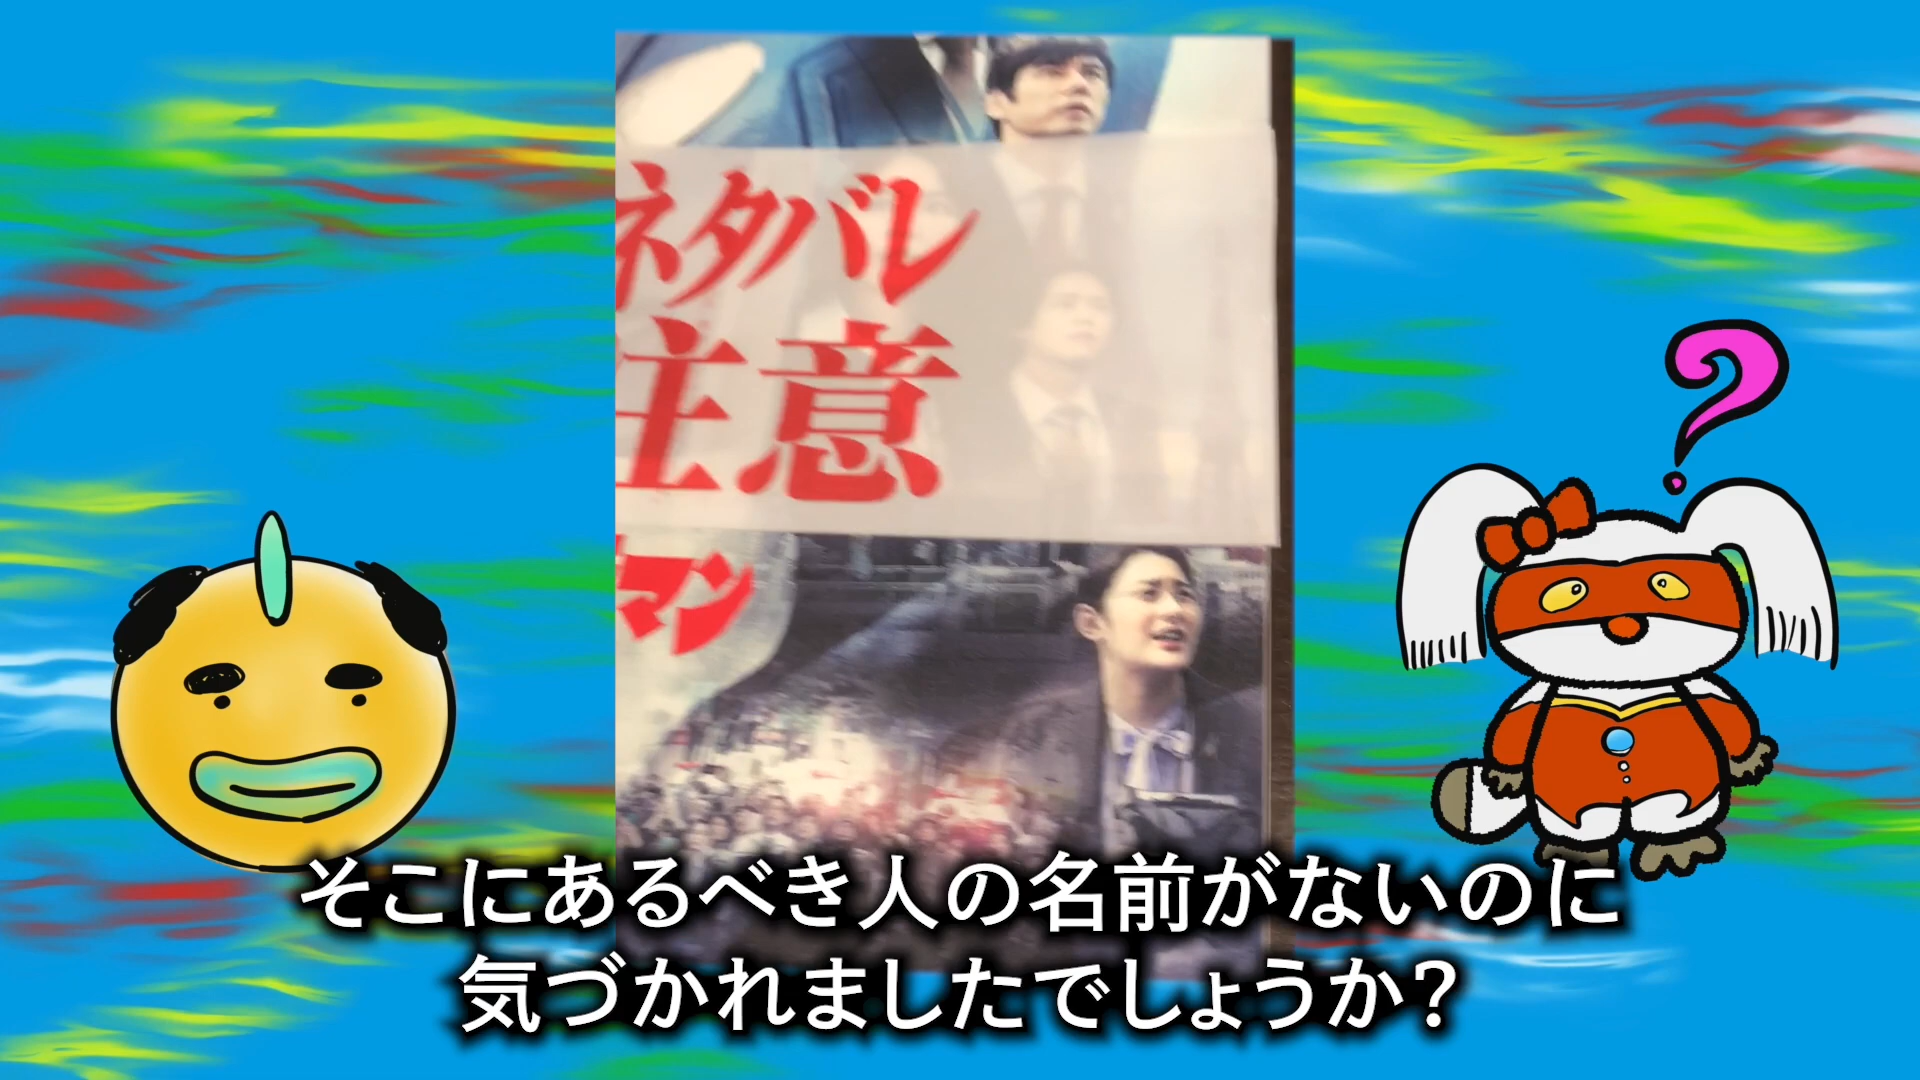 ネタバレ
注意
マン
そこにあるべき人の名前がないのに
気づかれましたでしょうか？